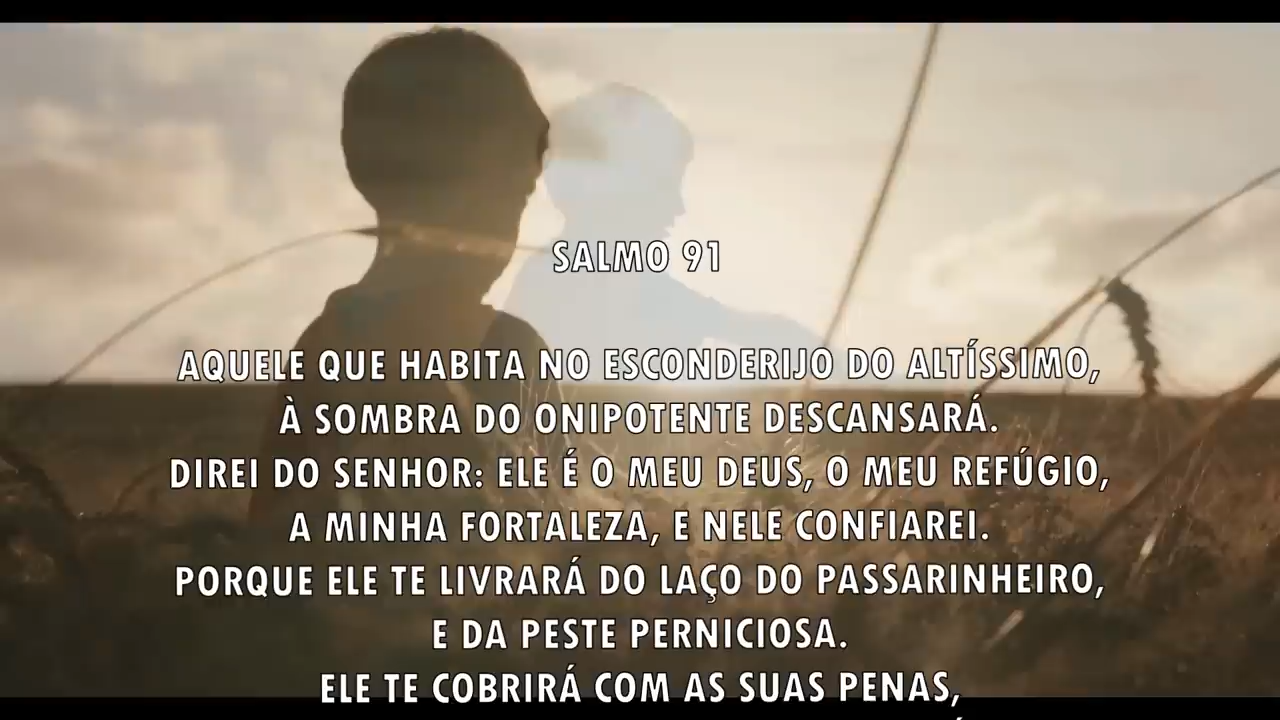 SALMO 91
AQUELE QUE HABITA NO ESCONDERIJO DO ALTÍSSIMO,
À SOMBRA DO ONIPOTENTE DESCANSARÁ.
DIREI DO SENHOR: ELE É O MEU DEUS, O MEU REFÚGIO,
A MINHA FORTALEZA, E NELE CONFIAREI.
PORQUE ELE TE LIVRARÁ DO LAÇO DO PASSARINHEIRO,
E DA PESTE PERNICIOSA.
ELE TE COBRIRÁ COM AS SUAS PENAS,